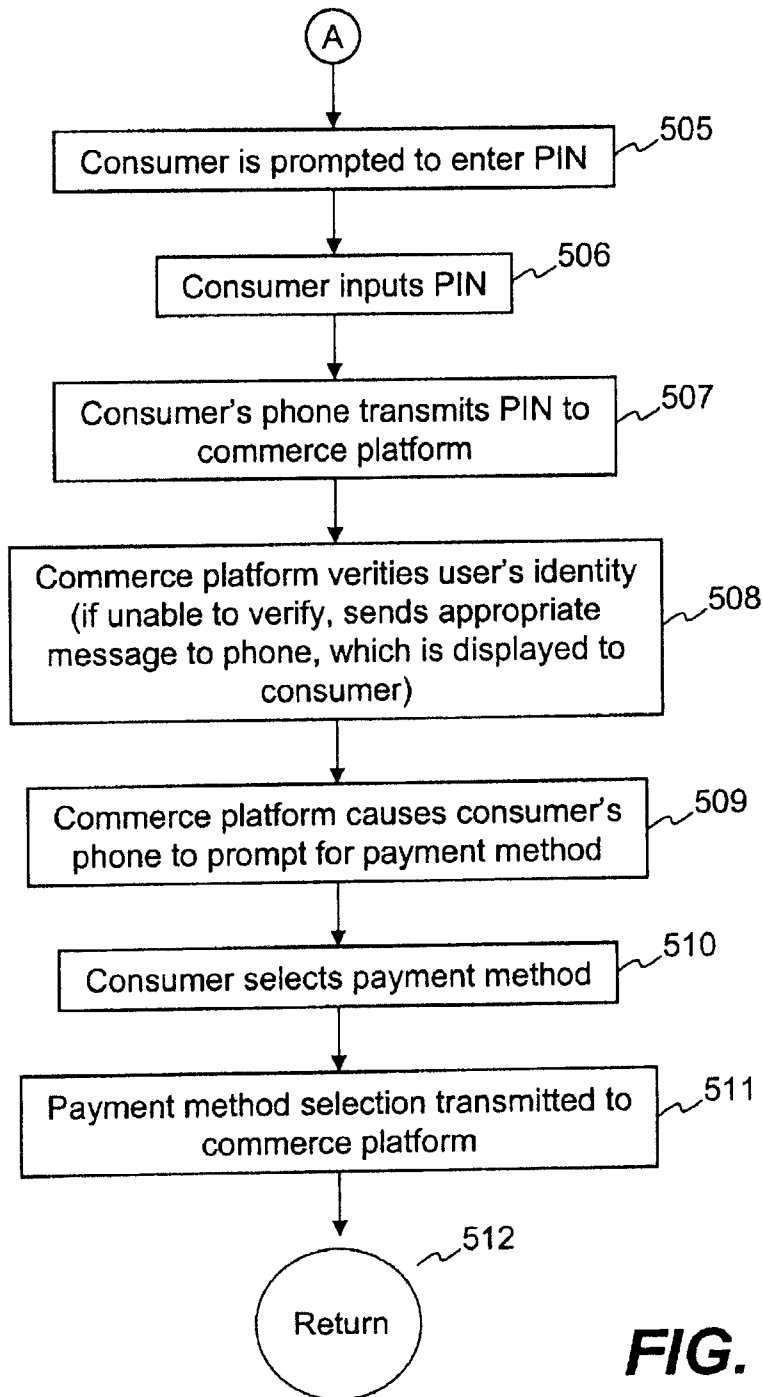 A
Consumer is prompted to enter PIN
505
Consumer inputs PIN
506
Consumer's phone transmits PIN to
commerce platform
507
Commerce platform verities user's identity
(if unable to verify, sends appropriate
message to phone, which is displayed to
consumer)
508
Commerce platform causes consumer's
phone to prompt for payment method
509
Consumer selects payment method
510
Payment method selection transmitted to
commerce platform
511
Return
512
FIG.